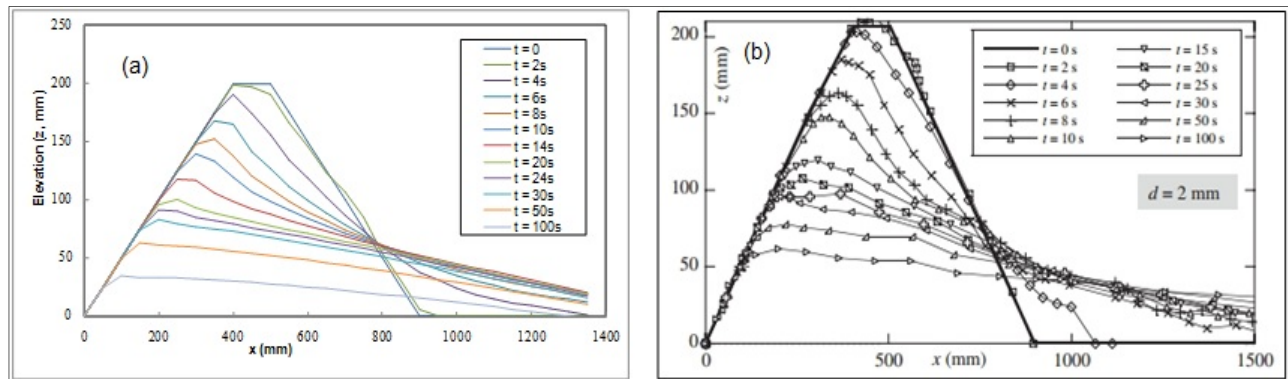 250
200
150
100
50
0
Elevation (z, mm)
(a)
t = 0
t = 2s
t = 4s
t = 6s
t = 8s
t = 10s
t = 14s
t = 20s
t = 24s
t = 30s
t = 50s
t = 100s
0 200 400 600 800 1000 1200 1400
x (mm)
200
150
100
50
0
z (mm)
(b)
t = 0 s
t = 2 s
t = 4 s
t = 6 s
t = 8 s
t = 10 s
t = 15 s
t = 20 s
t = 25 s
t = 30 s
t = 50 s
t = 100 s
d = 2 mm
0 500 1000 1500
x (mm)